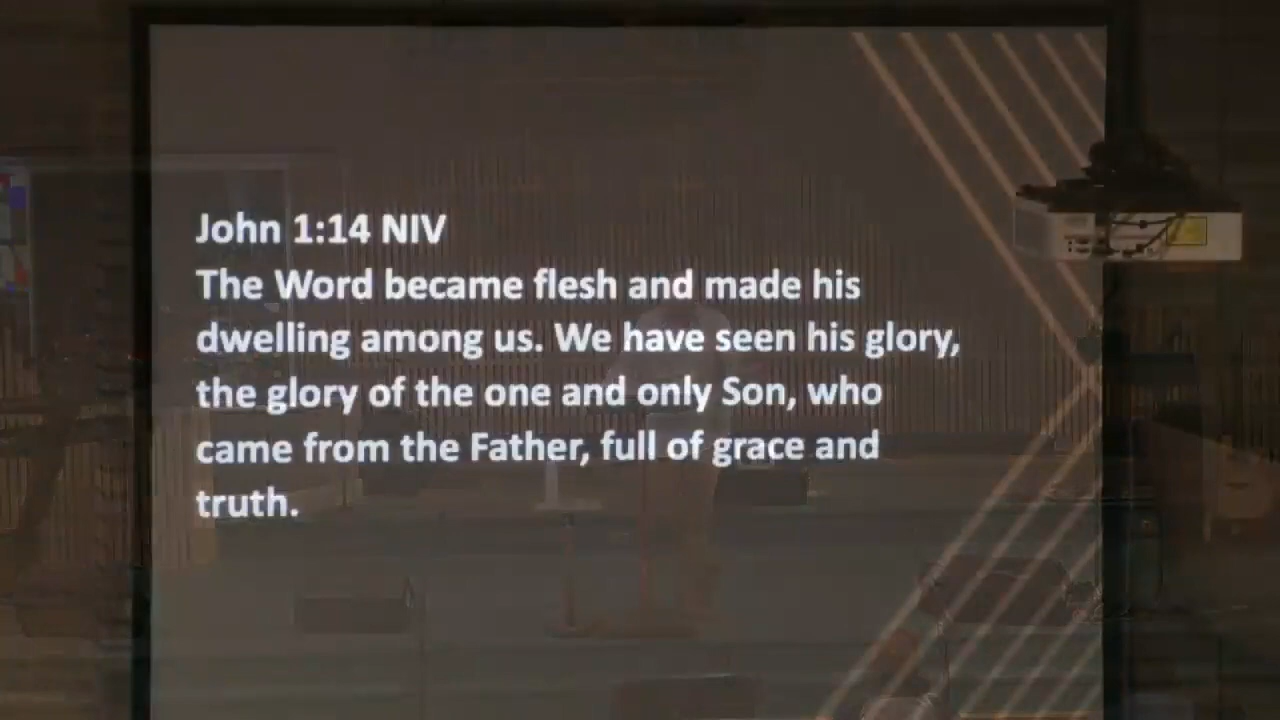 John 1:14 NIV
The Word became flesh and made his
dwelling among us. We have seen his glory,
the glory of the one and only Son, who
came from the Father, full of grace and
truth.